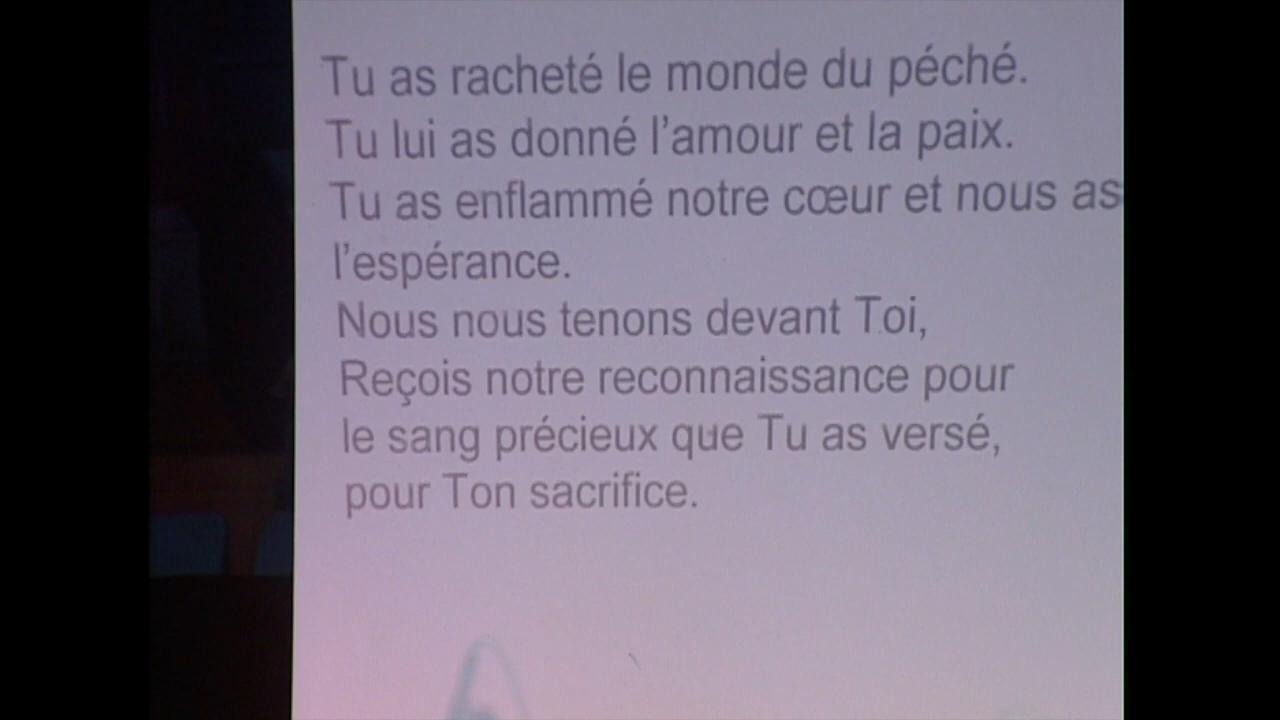 Tu as racheté le monde du péché.
Tu lui as donné l’amour et la paix.
Tu as enflammé notre cœur et nous as
l’espérance.
Nous nous tenons devant Toi,
Reçois notre reconnaissance pour
le sang précieux que Tu as versé,
pour Ton sacrifice.